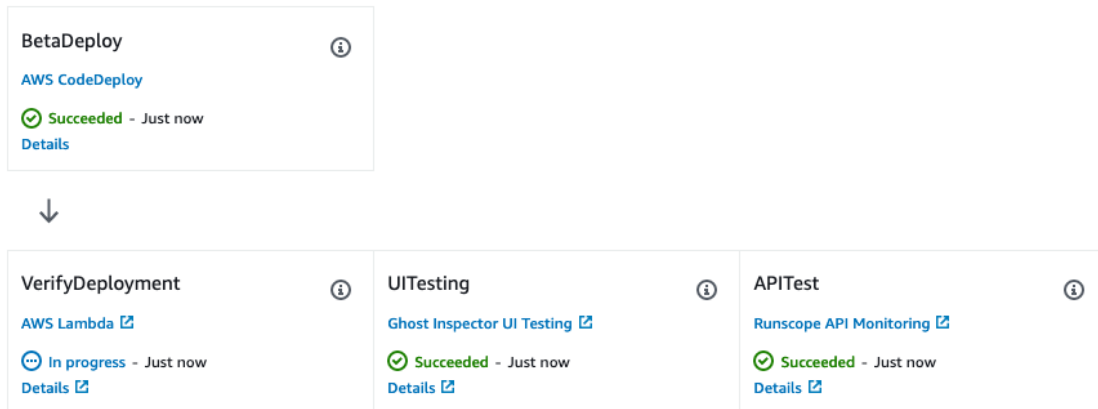 BetaDeploy
AWS CodeDeploy
Succeeded - Just now
Details
VerifyDeployment
AWS Lambda
In progress - Just now
Details
UITesting
Ghost Inspector UI Testing
Succeeded - Just now
Details
APITest
Runscope API Monitoring
Succeeded - Just now
Details